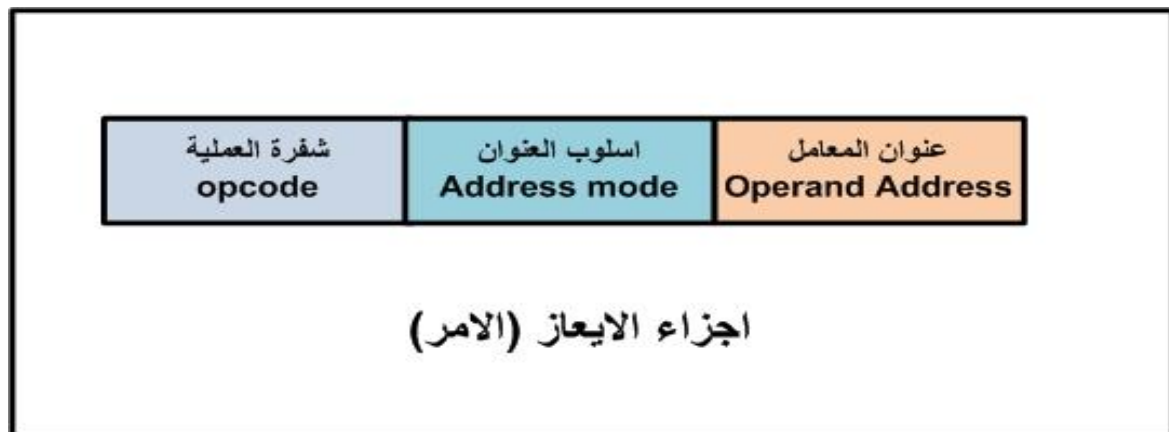 شفرة العملية
opcode
اسلوب العنوان
Address mode
عنوان المعامل
Operand Address
اجزاء الايعاز (الامر)